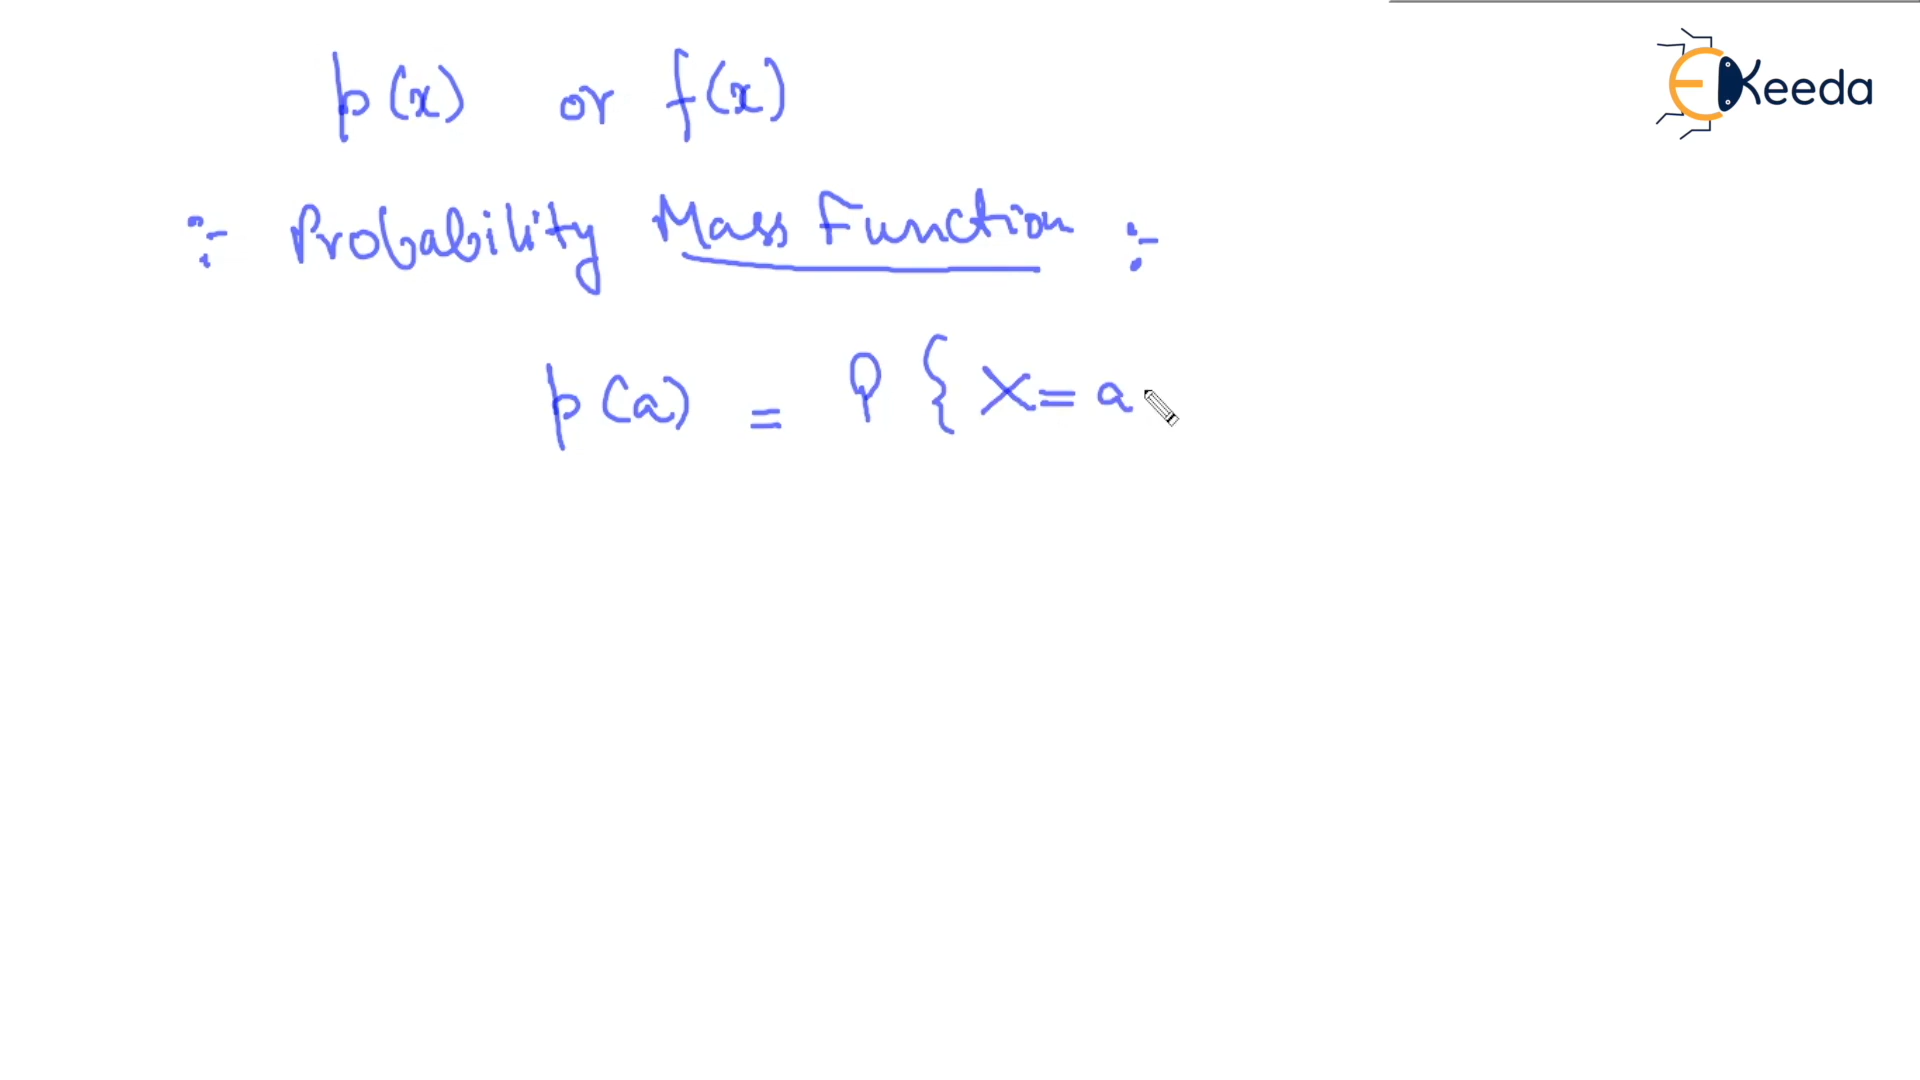 p(x) or f(x)
EKeeda
:- Probability Mass Function :-
p(a) = P { X = a